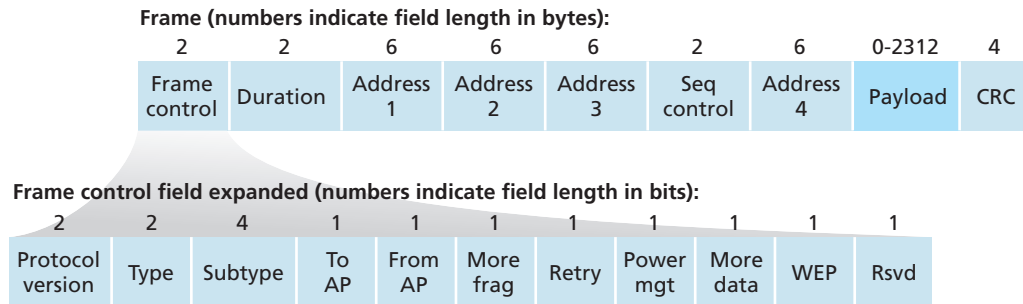 Frame (numbers indicate field length in bytes):
2 2 6 6 6 2 6 0-2312 4
Frame control Duration Address 1 Address 2 Address 3 Seq control Address 4 Payload CRC
Frame control field expanded (numbers indicate field length in bits):
2 2 4 1 1 1 1 1 1 1 1
Protocol version Type Subtype To AP From AP More frag Retry Power mgt More data WEP Rsvd